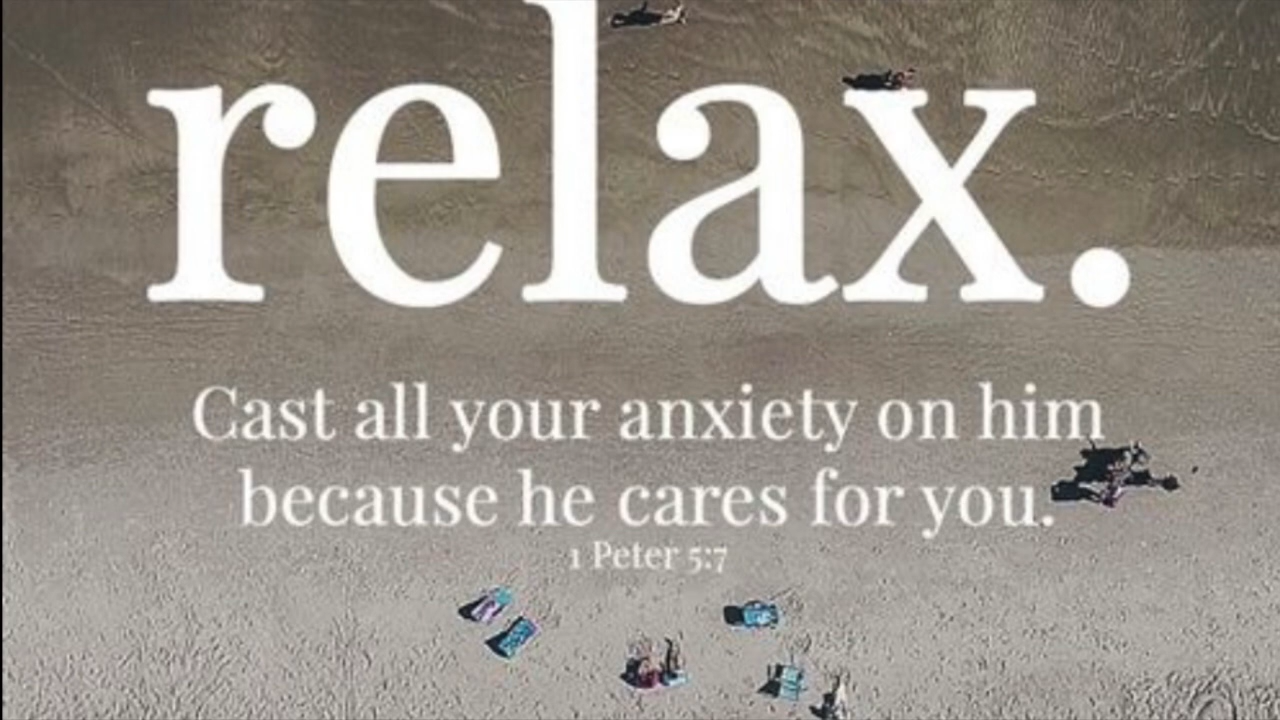 relax.
Cast all your anxiety on him
because he cares for you.
1 Peter 5:7